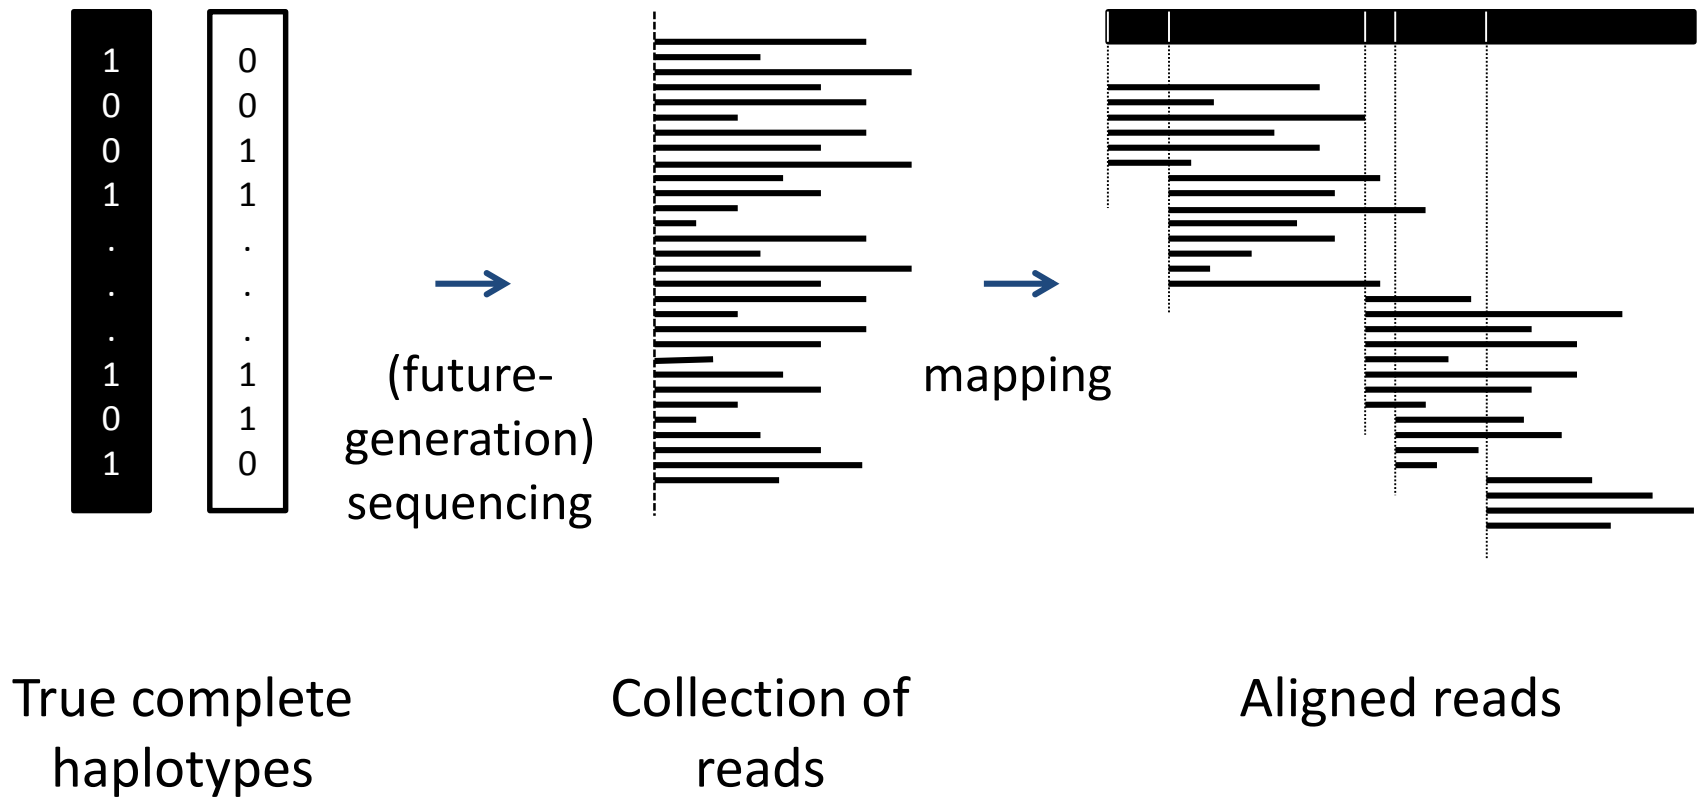 1 0
0 0
0 1
1 1
. .
. .
. .
1 1
0 1
1 0
(future-
generation)
sequencing
mapping
True complete
haplotypes
Collection of
reads
Aligned reads